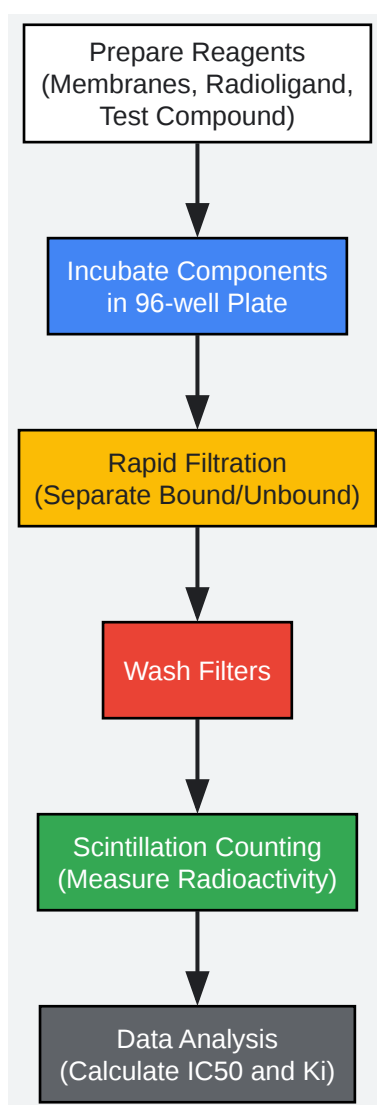 Prepare Reagents
(Membranes, Radioligand,
Test Compound)
Incubate Components
in 96-well Plate
Rapid Filtration
(Separate Bound/Unbound)
Wash Filters
Scintillation Counting
(Measure Radioactivity)
Data Analysis
(Calculate IC50 and Ki)